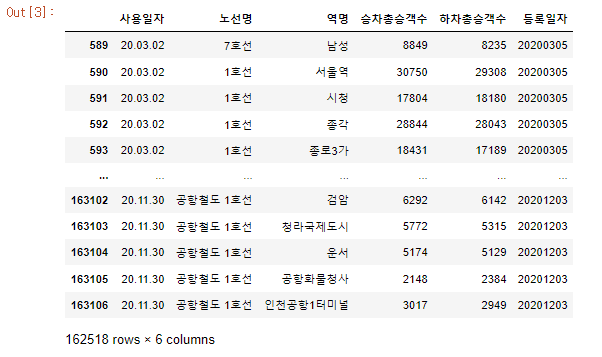 Out [3]:
사용일자 노선명 역명 승차총승객수 하차총승객수 등록일자
589 20.03.02 7호선 남성 8849 8235 20200305
590 20.03.02 1호선 서울역 30750 29308 20200305
591 20.03.02 1호선 시청 17804 18180 20200305
592 20.03.02 1호선 종각 28844 28043 20200305
593 20.03.02 1호선 종로3가 18431 17189 20200305
... ... ... ... ... ... ...
163102 20.11.30 공항철도 1호선 검암 6292 6142 20201203
163103 20.11.30 공항철도 1호선 청라국제도시 5772 5315 20201203
163104 20.11.30 공항철도 1호선 운서 5174 5129 20201203
163105 20.11.30 공항철도 1호선 공항화물청사 2148 2384 20201203
163106 20.11.30 공항철도 1호선 인천공항1터미널 3017 2949 20201203
162518 rows × 6 columns